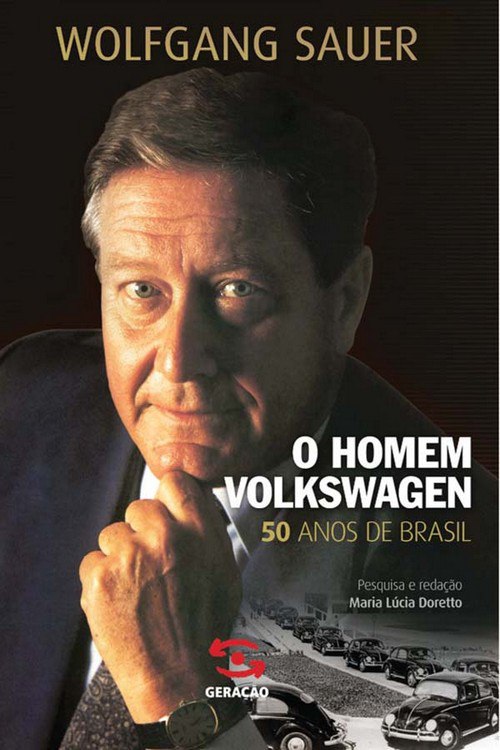 WOLFGANG SAUER
O HOMEM
VOLKSWAGEN
50 ANOS DE BRASIL
Pesquisa e redação
Maria Lúcia Doretto
GERAÇÃO